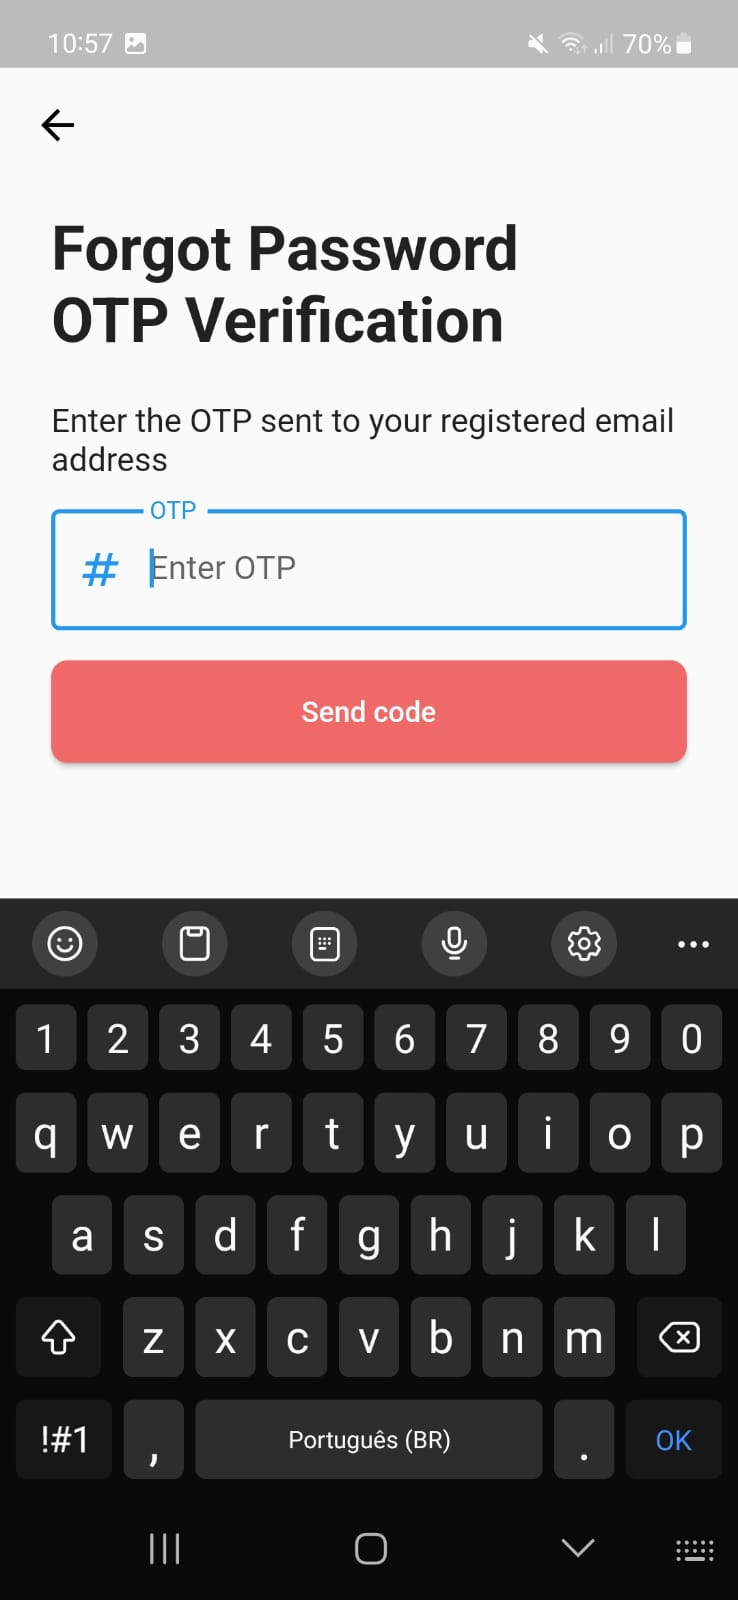 10:57 70%
Forgot Password
OTP Verification
Enter the OTP sent to your registered email
address
OTP
# Enter OTP
Send code
1 2 3 4 5 6 7 8 9 0
q w e r t y u i o p
a s d f g h j k l
z x c v b n m
!#1 , Português (BR) . OK